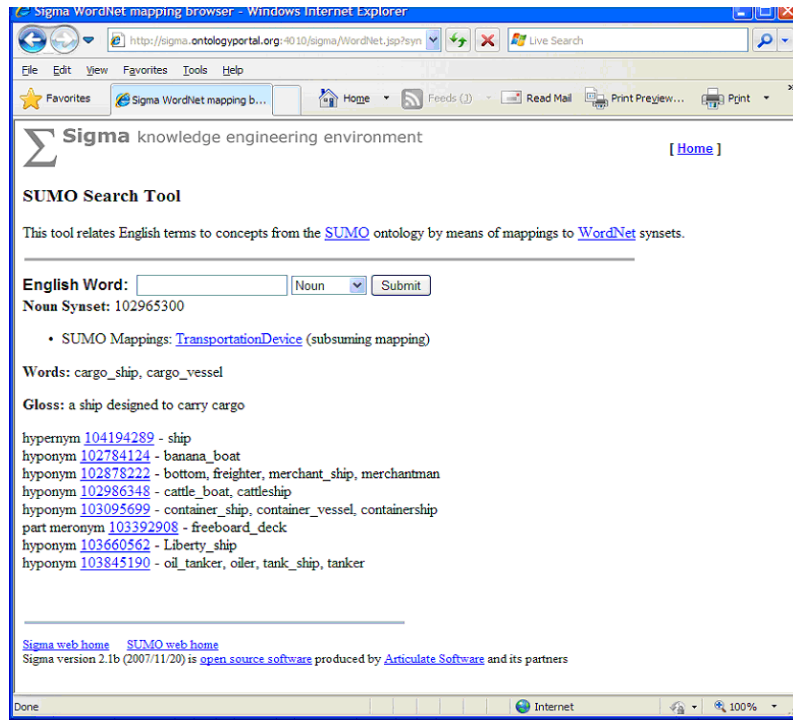 Sigma WordNet mapping browser - Windows Internet Explorer
http://sigma.ontologyportal.org:4010/sigma/WordNet.jsp?syn
Live Search
File Edit View Favorites Tools Help
Favorites
Sigma WordNet mapping b...
Home
Feeds (J)
Read Mail
Print Preview...
Print
»
Σ Sigma knowledge engineering environment
[ Home ]
SUMO Search Tool
This tool relates English terms to concepts from the SUMO ontology by means of mappings to WordNet synsets.
English Word: Noun Submit
Noun Synset: 102965300
• SUMO Mappings: TransportationDevice (subsuming mapping)
Words: cargo_ship, cargo_vessel
Gloss: a ship designed to carry cargo
hypernym 104194289 - ship
hyponym 102784124 - banana_boat
hyponym 102878222 - bottom, freighter, merchant_ship, merchantman
hyponym 102986348 - cattle_boat, cattleship
hyponym 103095699 - container_ship, container_vessel, containership
part meronym 103392908 - freeboard_deck
hyponym 103660562 - Liberty_ship
hyponym 103845190 - oil_tanker, oiler, tank_ship, tanker
Sigma web home SUMO web home
Sigma version 2.1b (2007/11/20) is open source software produced by Articulate Software and its partners
Done
Internet
100%